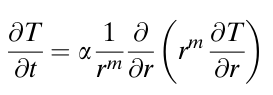 ∂T/∂t = α 1/r^m ∂/∂r ( r^m ∂T/∂r )